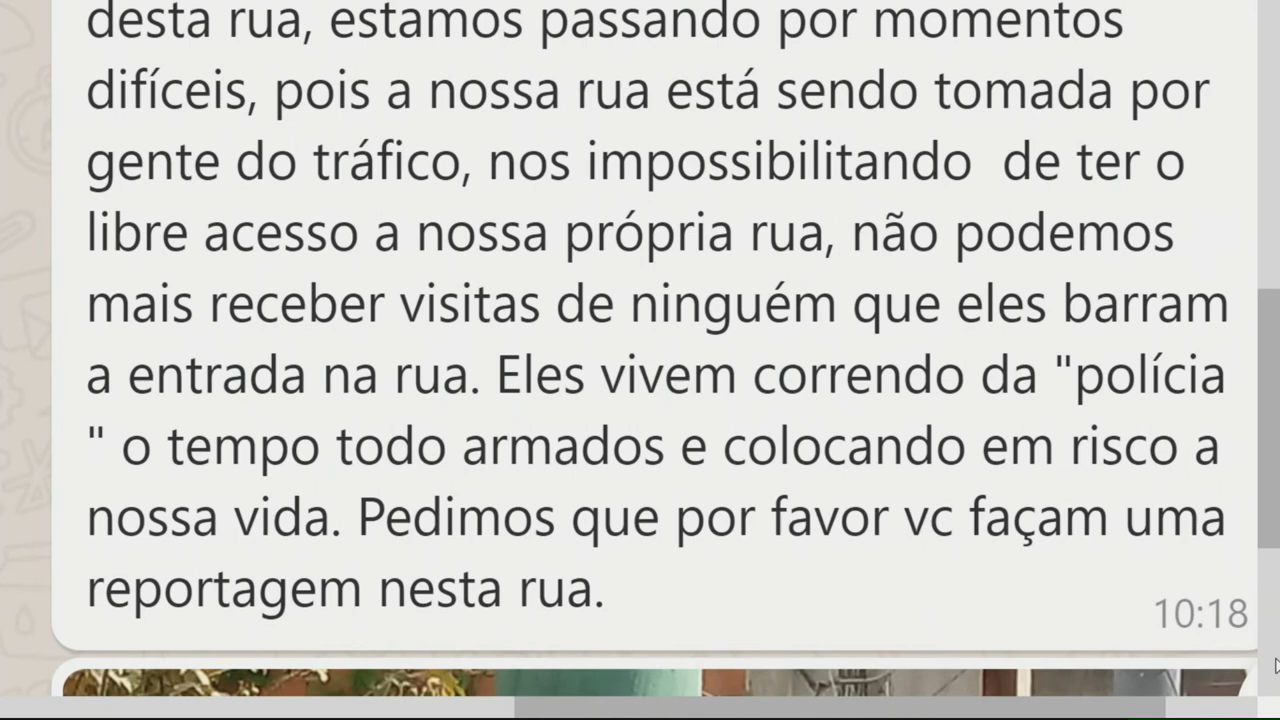 desta rua, estamos passando por momentos
difíceis, pois a nossa rua está sendo tomada por
gente do tráfico, nos impossibilitando  de ter o
libre acesso a nossa própria rua, não podemos
mais receber visitas de ninguém que eles barram
a entrada na rua. Eles vivem correndo da "polícia
" o tempo todo armados e colocando em risco a
nossa vida. Pedimos que por favor vc façam uma
reportagem nesta rua.
10:18